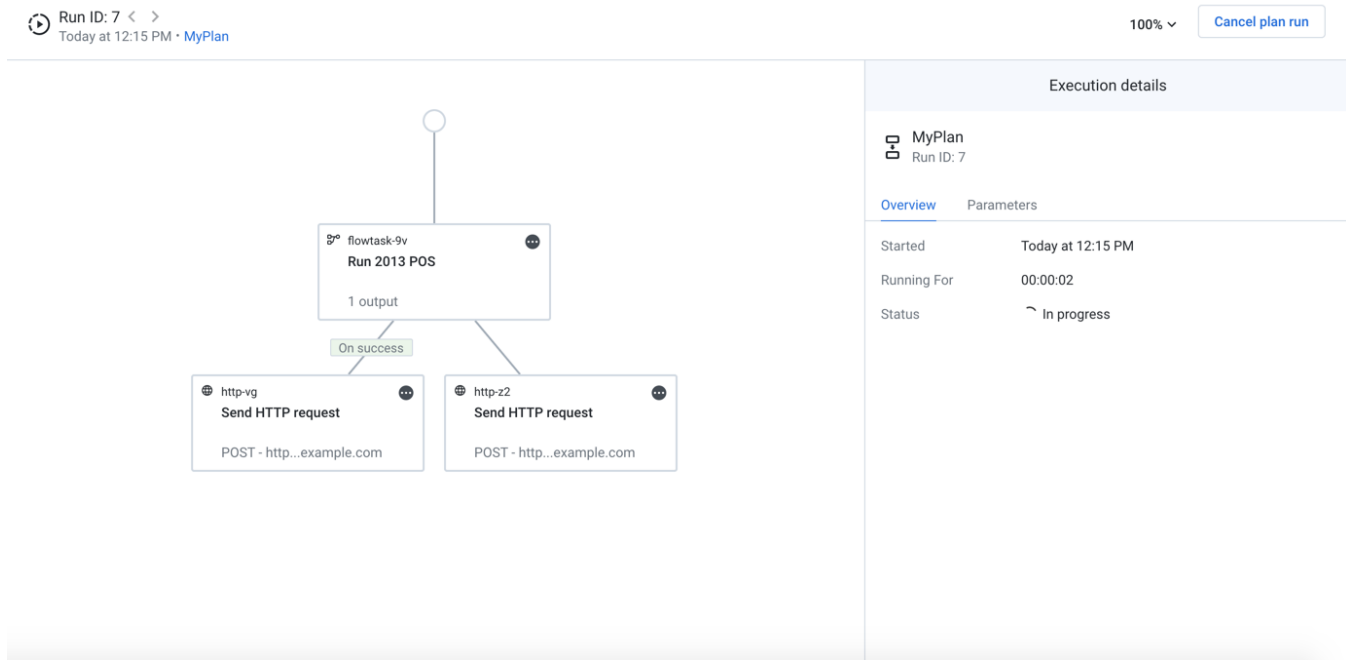 Run ID: 7
Today at 12:15 PM • MyPlan
100%
Cancel plan run
Execution details
MyPlan
Run ID: 7
Overview Parameters
Started Today at 12:15 PM
Running For 00:00:02
Status In progress
flowtask-9v
Run 2013 POS
1 output
On success
http-vg
Send HTTP request
POST - http...example.com
http-z2
Send HTTP request
POST - http...example.com